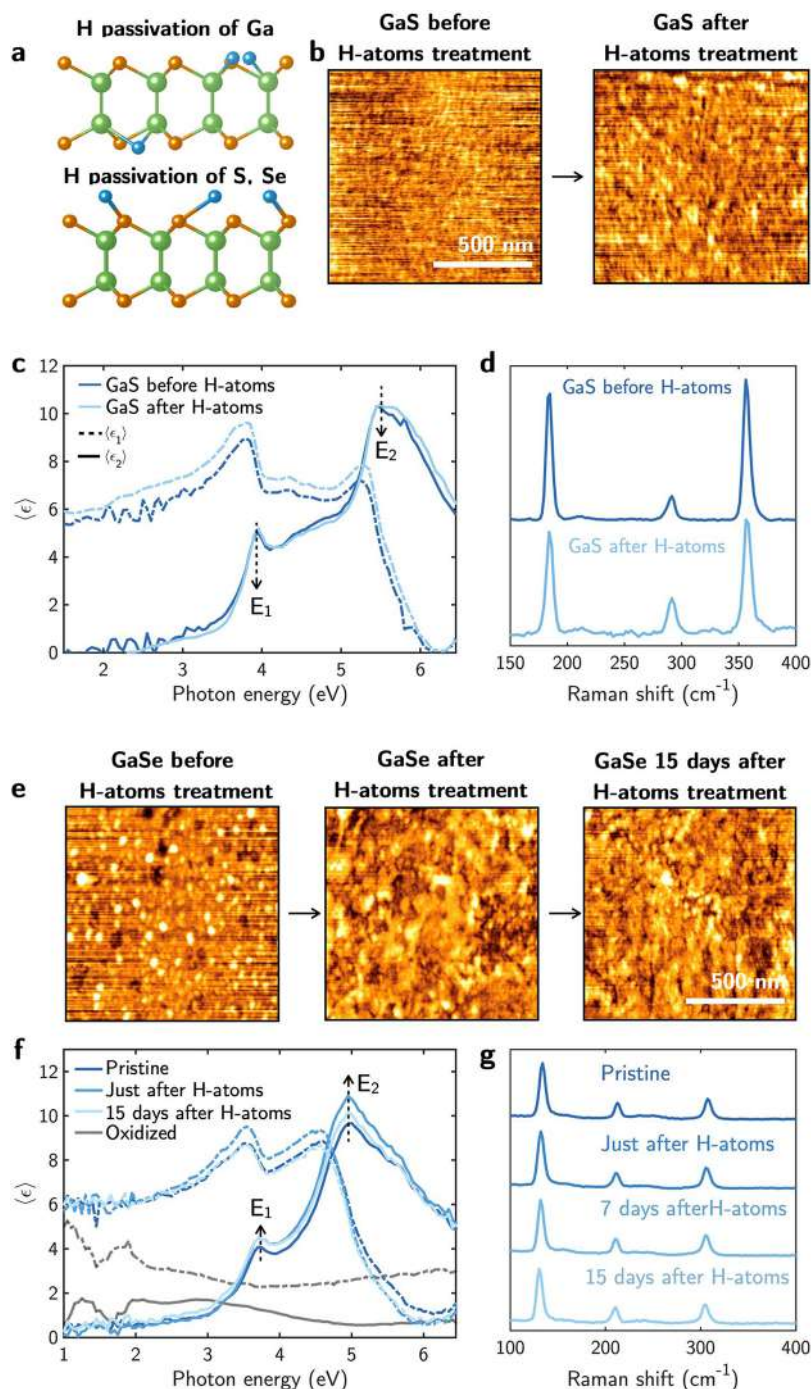 a
H passivation of Ga
H passivation of S, Se
b
GaS before
H-atoms treatment
GaS after
H-atoms treatment
500 nm
c
12
10
8
6
4
2
0
⟨ϵ⟩
GaS before H-atoms
GaS after H-atoms
⟨ϵ₁⟩
⟨ϵ₂⟩
E₁
E₂
2 3 4 5 6
Photon energy (eV)
d
GaS before H-atoms
GaS after H-atoms
150 200 250 300 350 400
Raman shift (cm⁻¹)
e
GaSe before
H-atoms treatment
GaSe after
H-atoms treatment
GaSe 15 days after
H-atoms treatment
500 nm
f
12
10
8
6
4
2
0
⟨ϵ⟩
Pristine
Just after H-atoms
15 days after H-atoms
Oxidized
E₁
E₂
1 2 3 4 5 6
Photon energy (eV)
g
Pristine
Just after H-atoms
7 days afterH-atoms
15 days after H-atoms
100 200 300 400
Raman shift (cm⁻¹)